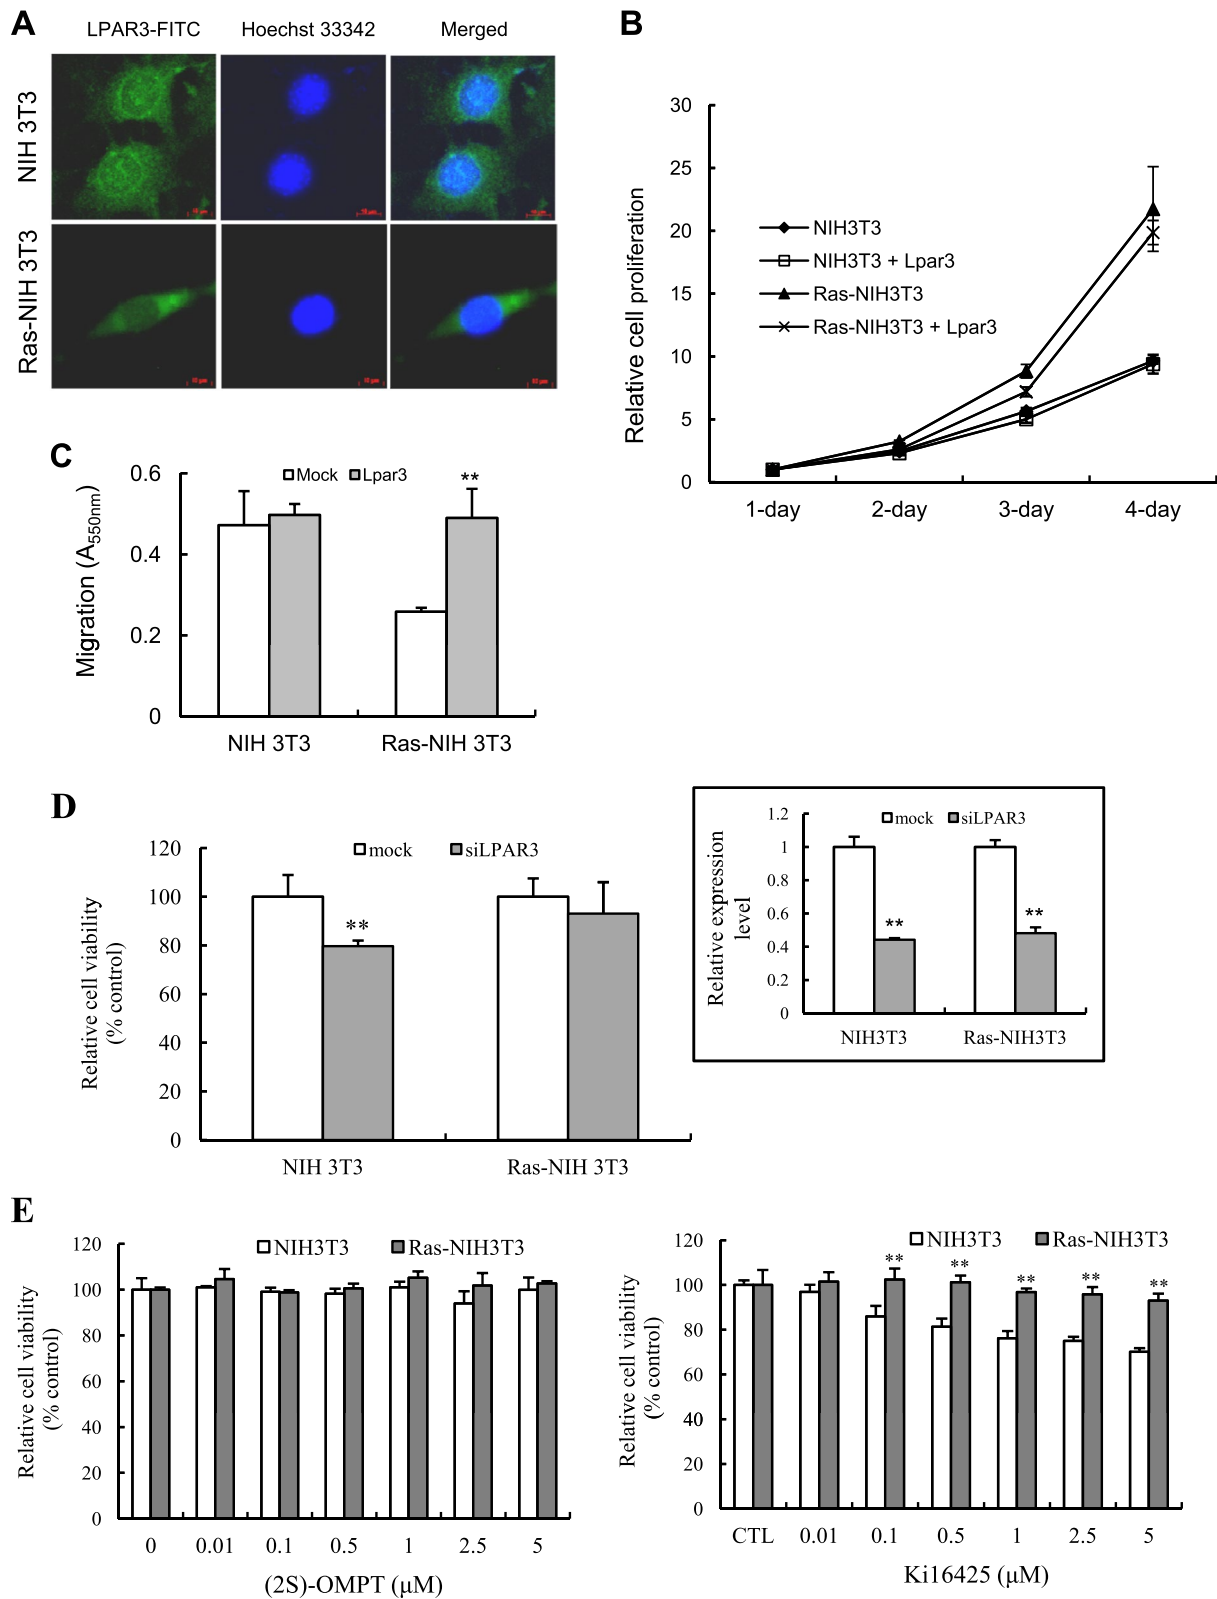 A
LPAR3-FITC
Hoechst 33342
Merged
NIH 3T3
Ras-NIH 3T3
B
Relative cell proliferation
30
25
20
15
10
5
0
NIH3T3
NIH3T3 + Lpar3
Ras-NIH3T3
Ras-NIH3T3 + Lpar3
1-day
2-day
3-day
4-day
C
Migration (A550nm)
0.6
0.4
0.2
0
Mock
Lpar3
**
NIH 3T3
Ras-NIH 3T3
D
Relative cell viability
(% control)
120
100
80
60
40
20
0
mock
siLPAR3
**
NIH 3T3
Ras-NIH 3T3
Relative expression
level
1.2
1
0.8
0.6
0.4
0.2
0
mock
siLPAR3
**
**
NIH3T3
Ras-NIH3T3
E
Relative cell viability
(% control)
120
100
80
60
40
20
0
NIH3T3
Ras-NIH3T3
0
0.01
0.1
0.5
1
2.5
5
(2S)-OMPT (μM)
Relative cell viability
(% control)
120
100
80
60
40
20
0
NIH3T3
Ras-NIH3T3
**
**
**
**
**
CTL
0.01
0.1
0.5
1
2.5
5
Ki16425 (μM)